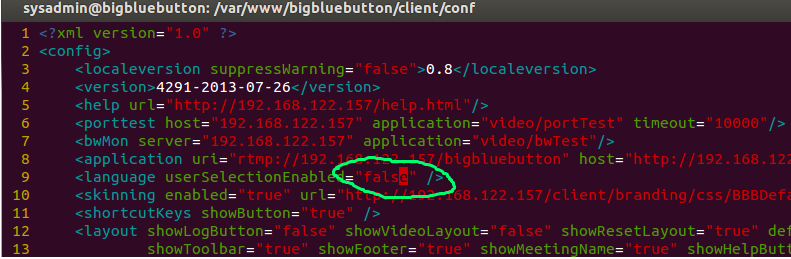 sysadmin@bigbluebutton: /var/www/bigbluebutton/client/conf
1 <?xml version="1.0" ?>
2 <config>
3 <localeversion suppressWarning="false">0.8</localeversion>
4 <version>4291-2013-07-26</version>
5 <help url="http://192.168.122.157/help.html"/>
6 <porttest host="192.168.122.157" application="video/portTest" timeout="10000"/>
7 <bwMon server="192.168.122.157" application="video/bwTest"/>
8 <application uri="rtmp://192.168.122.157/bigbluebutton" host="http://192.168.122
9 <language userSelectionEnabled="false" />
10 <skinning enabled="true" url="http://192.168.122.157/client/branding/css/BBBDefa
11 <shortcutKeys showButton="true" />
12 <layout showLogButton="false" showVideoLayout="false" showResetLayout="true" def
13 showToolbar="true" showFooter="true" showMeetingName="true" showHelpButt